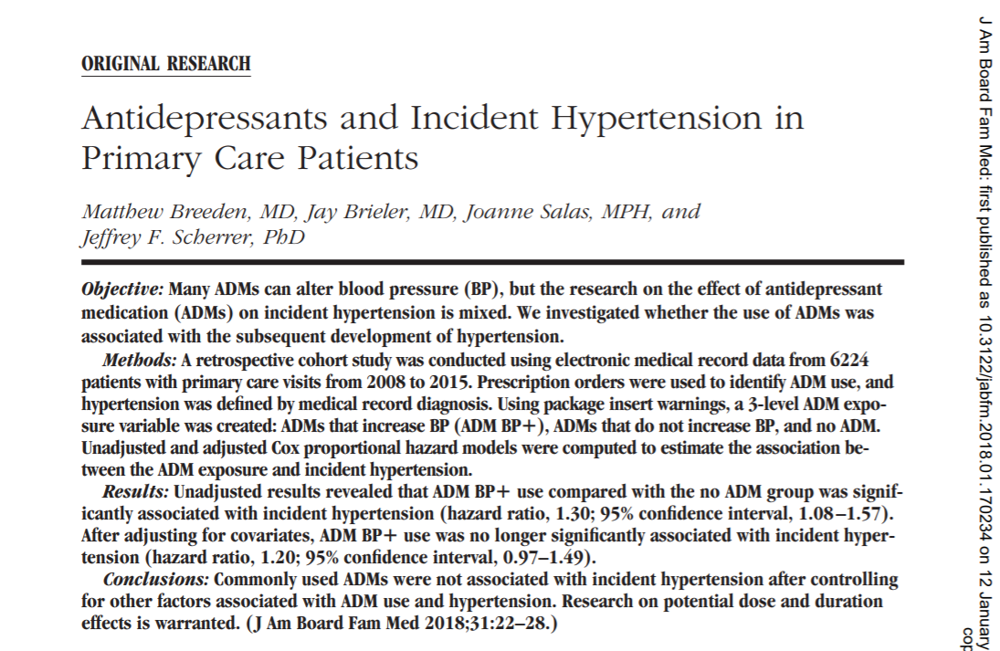 ORIGINAL RESEARCH
Antidepressants and Incident Hypertension in
Primary Care Patients
Matthew Breeden, MD, Jay Brieler, MD, Joanne Salas, MPH, and
Jeffrey F. Scherrer, PhD
Objective: Many ADMs can alter blood pressure (BP), but the research on the effect of antidepressant
medication (ADMs) on incident hypertension is mixed. We investigated whether the use of ADMs was
associated with the subsequent development of hypertension.
Methods: A retrospective cohort study was conducted using electronic medical record data from 6224
patients with primary care visits from 2008 to 2015. Prescription orders were used to identify ADM use, and
hypertension was defined by medical record diagnosis. Using package insert warnings, a 3-level ADM expo-
sure variable was created: ADMs that increase BP (ADM BP+), ADMs that do not increase BP, and no ADM.
Unadjusted and adjusted Cox proportional hazard models were computed to estimate the association be-
tween the ADM exposure and incident hypertension.
Results: Unadjusted results revealed that ADM BP+ use compared with the no ADM group was signif-
icantly associated with incident hypertension (hazard ratio, 1.30; 95% confidence interval, 1.08–1.57).
After adjusting for covariates, ADM BP+ use was no longer significantly associated with incident hyper-
tension (hazard ratio, 1.20; 95% confidence interval, 0.97–1.49).
Conclusions: Commonly used ADMs were not associated with incident hypertension after controlling
for other factors associated with ADM use and hypertension. Research on potential dose and duration
effects is warranted. (J Am Board Fam Med 2018;31:22–28.)
J Am Board Fam Med: first published as 10.3122/jabfm.2018.01.170234 on 12 January
cop